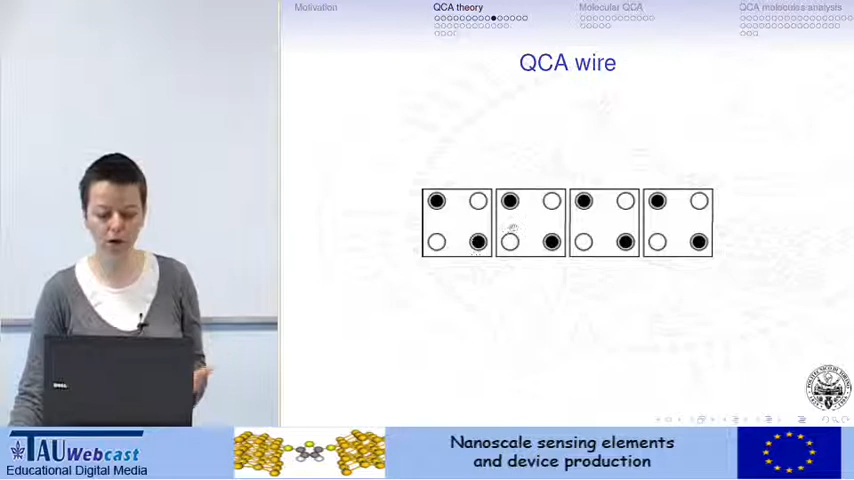 Motivation
QCA theory
Molecular QCA
QCA molecules analysis
QCA wire
DELL
TAU Webcast
Educational Digital Media
Nanoscale sensing elements
and device production